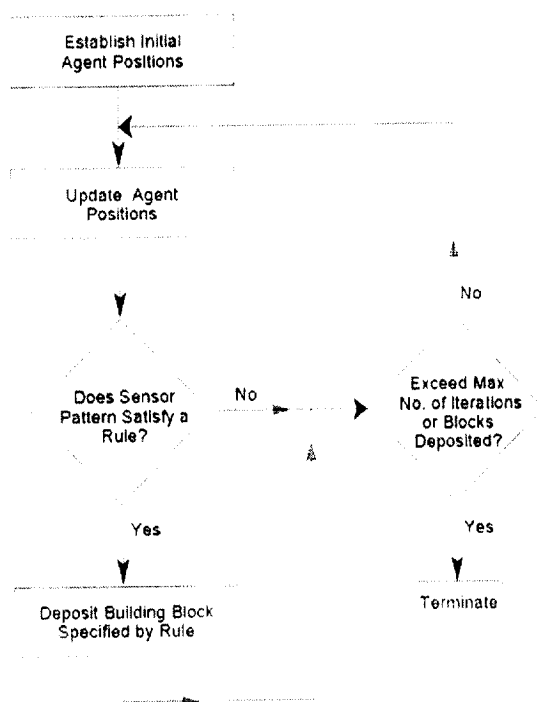 Establish Initial
Agent Positions
Update Agent
Positions
Does Sensor
Pattern Satisfy a
Rule?
No
Yes
Deposit Building Block
Specified by Rule
No
Exceed Max
No. of Iterations
or Blocks
Deposited?
Yes
Terminate